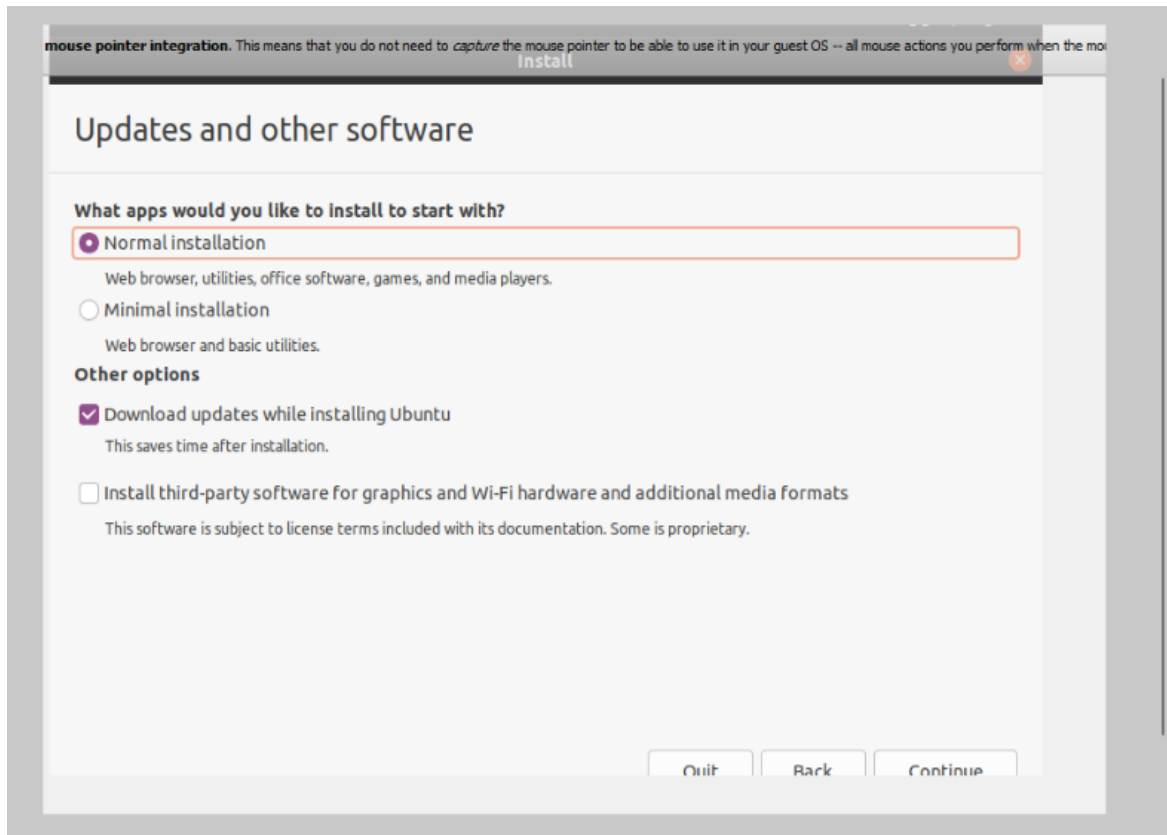 mouse pointer integration. This means that you do not need to capture the mouse pointer to be able to use it in your guest OS -- all mouse actions you perform when the
Install
Updates and other software
What apps would you like to install to start with?
Normal installation
Web browser, utilities, office software, games, and media players.
Minimal installation
Web browser and basic utilities.
Other options
Download updates while installing Ubuntu
This saves time after installation.
Install third-party software for graphics and Wi-Fi hardware and additional media formats
This software is subject to license terms included with its documentation. Some is proprietary.
Quit Back Continue